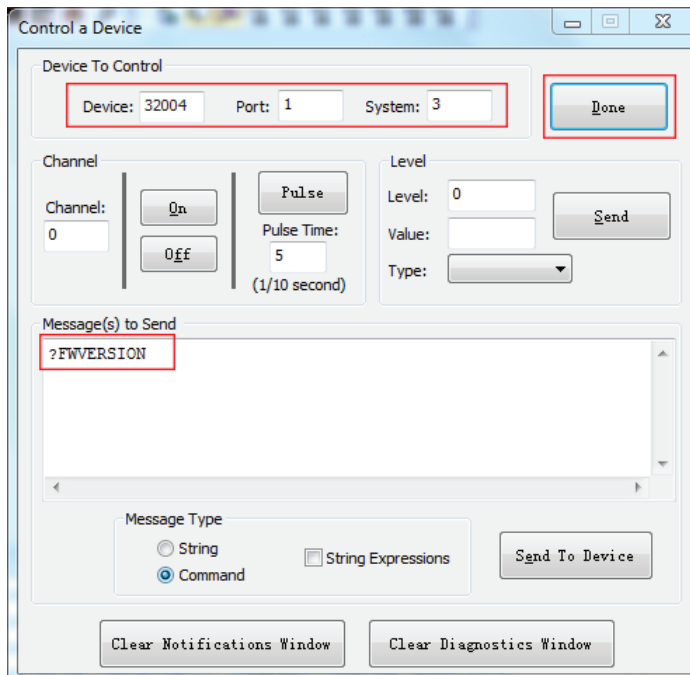 Control a Device
Device To Control
Device: 32004 Port: 1 System: 3
Done
Channel
Channel:
0
On
Off
Pulse
Pulse Time:
5
(1/10 second)
Level
Level: 0
Value:
Type:
Send
Message(s) to Send
?FWVERSION
Message Type
String
Command
String Expressions
Send To Device
Clear Notifications Window
Clear Diagnostics Window